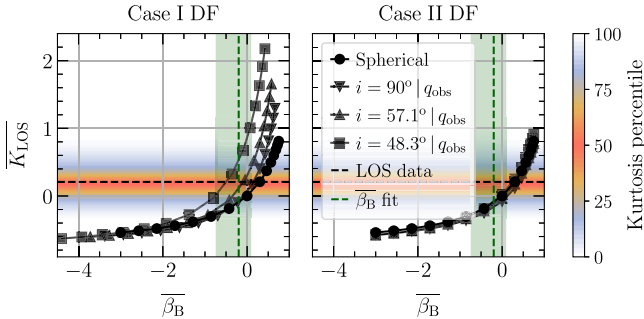 Case I DF
Case II DF
K_LOS
2
1
0
−4
−2
0
β_B
−4
−2
0
β_B
Spherical
i = 90° | q_obs
i = 57.1° | q_obs
i = 48.3° | q_obs
LOS data
β_B fit
100
75
50
25
0
Kurtosis percentile